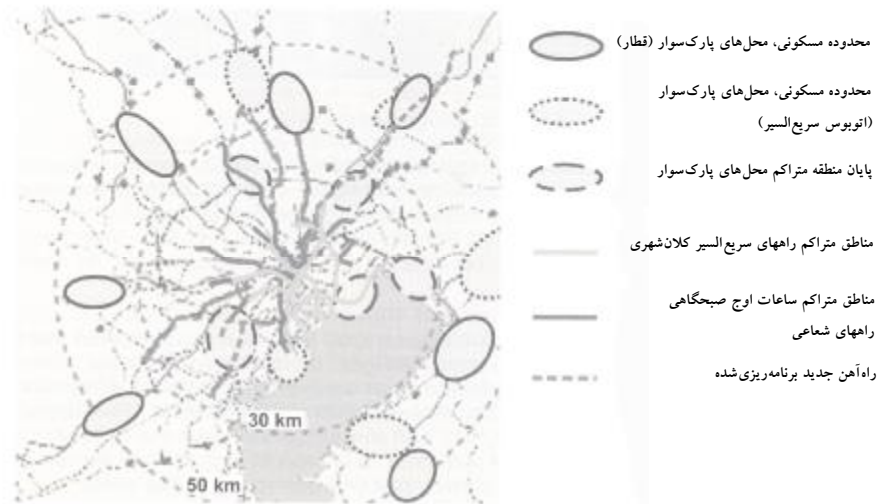 محدوده مسکونی، محل‌های پارک‌سوار (قطار)
محدوده مسکونی، محل‌های پارک‌سوار
(اتوبوس سریع‌السیر)
پایان منطقه متراکم محل‌های پارک‌سوار
مناطق متراکم راههای سریع‌السیر کلان‌شهری
مناطق متراکم ساعات اوج صبحگاهی
راههای شعاعی
راه‌آهن جدید برنامه‌ریزی‌شده
30 km
50 km